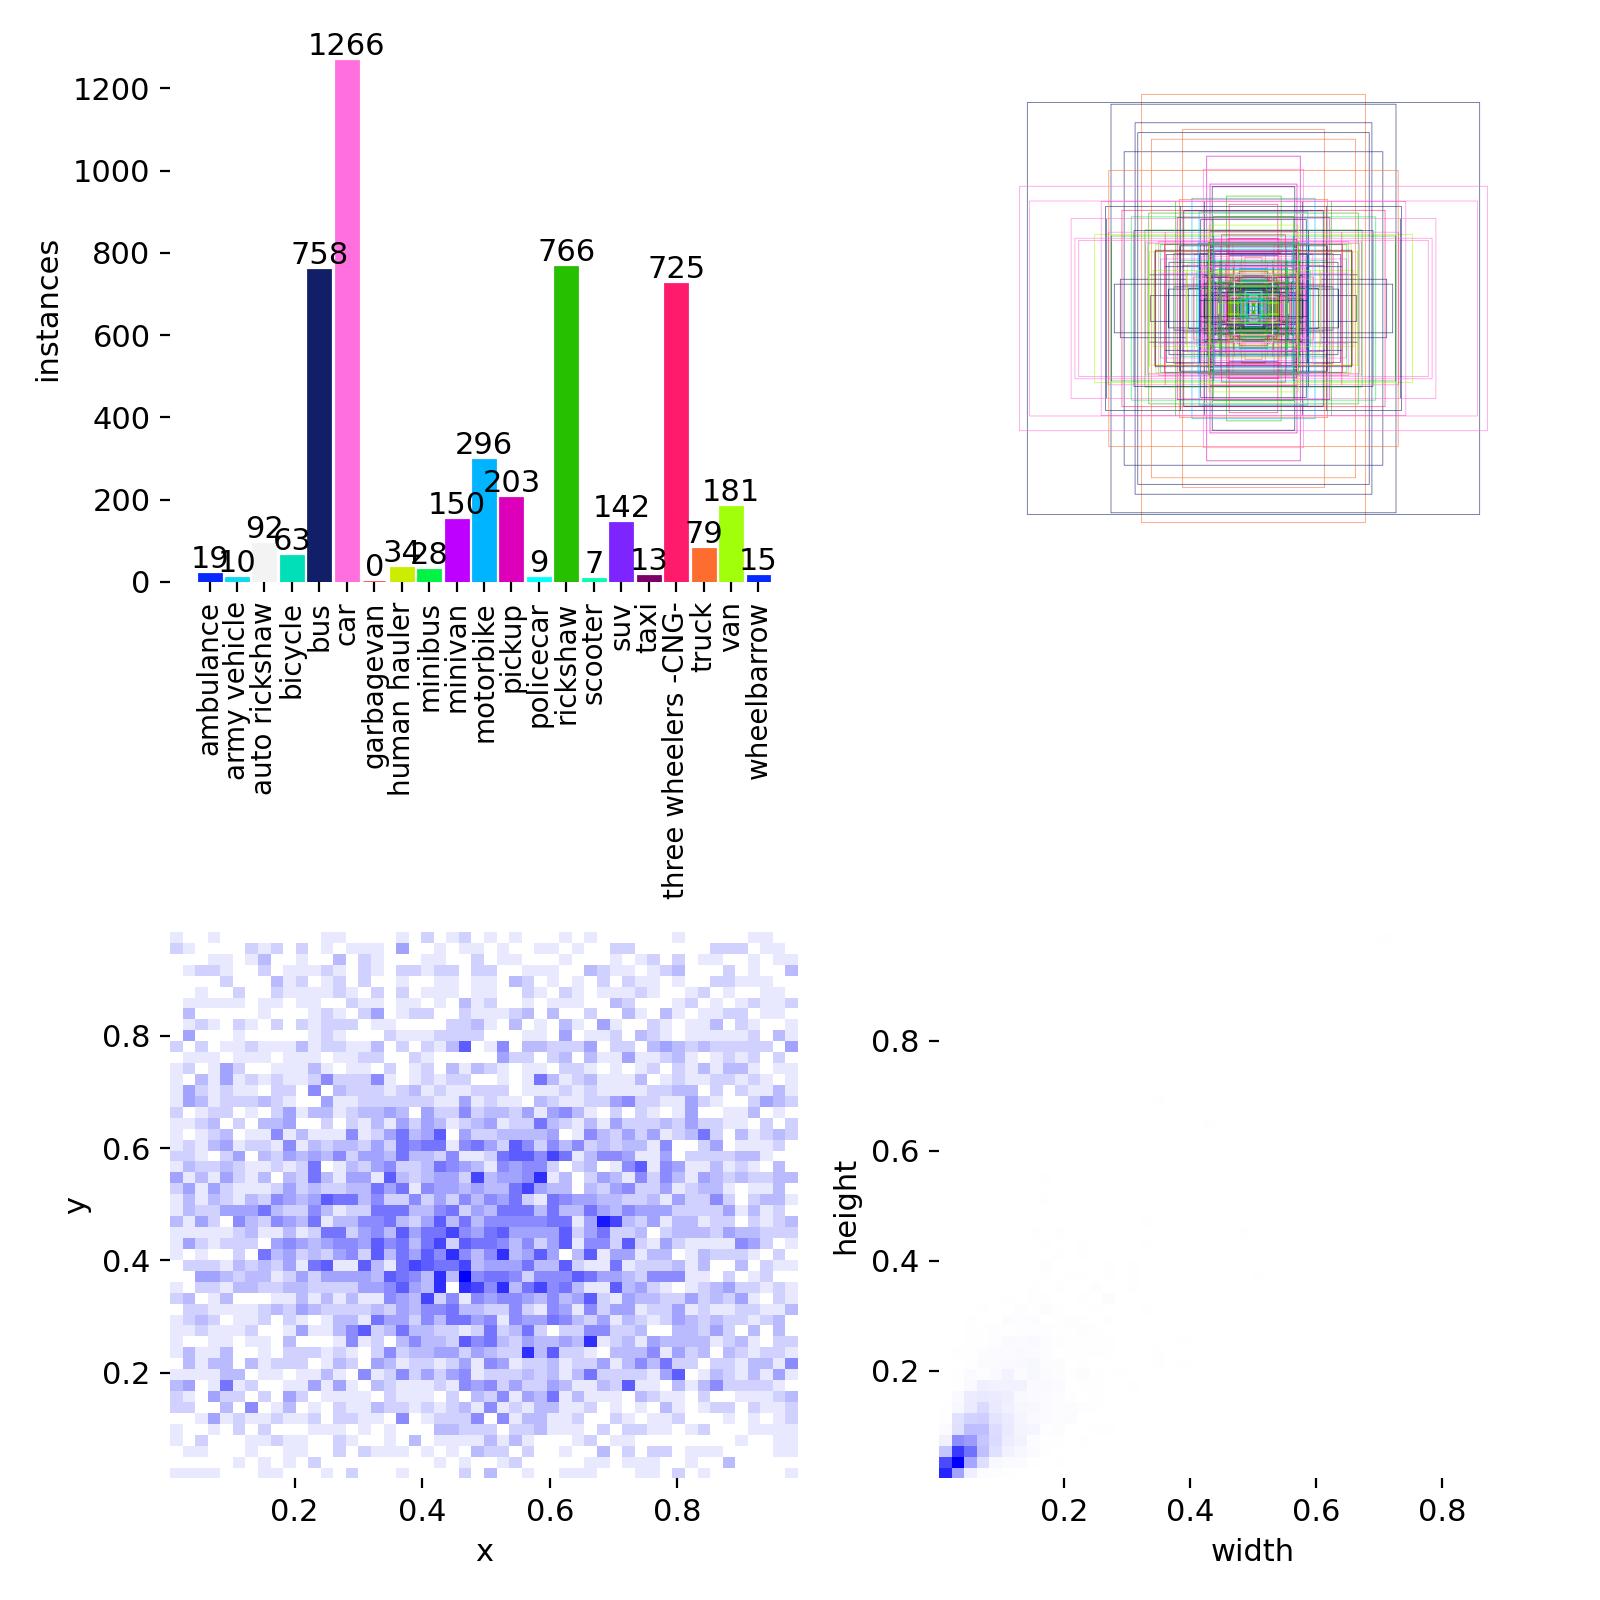 1266
1200
1000
instances
800
758
766
725
600
400
296
200
19
10
92
63
0
34
28
150
203
9
7
142
13
79
181
15
0
ambulance
army vehicle
auto rickshaw
bicycle
bus
car
garbagevan
human hauler
minibus
minivan
motorbike
pickup
policecar
rickshaw
scooter
suv
taxi
three wheelers -CNG-
truck
van
wheelbarrow
y
0.8
0.6
0.4
0.2
0.2
0.4
0.6
0.8
x
height
0.8
0.6
0.4
0.2
0.2
0.4
0.6
0.8
width